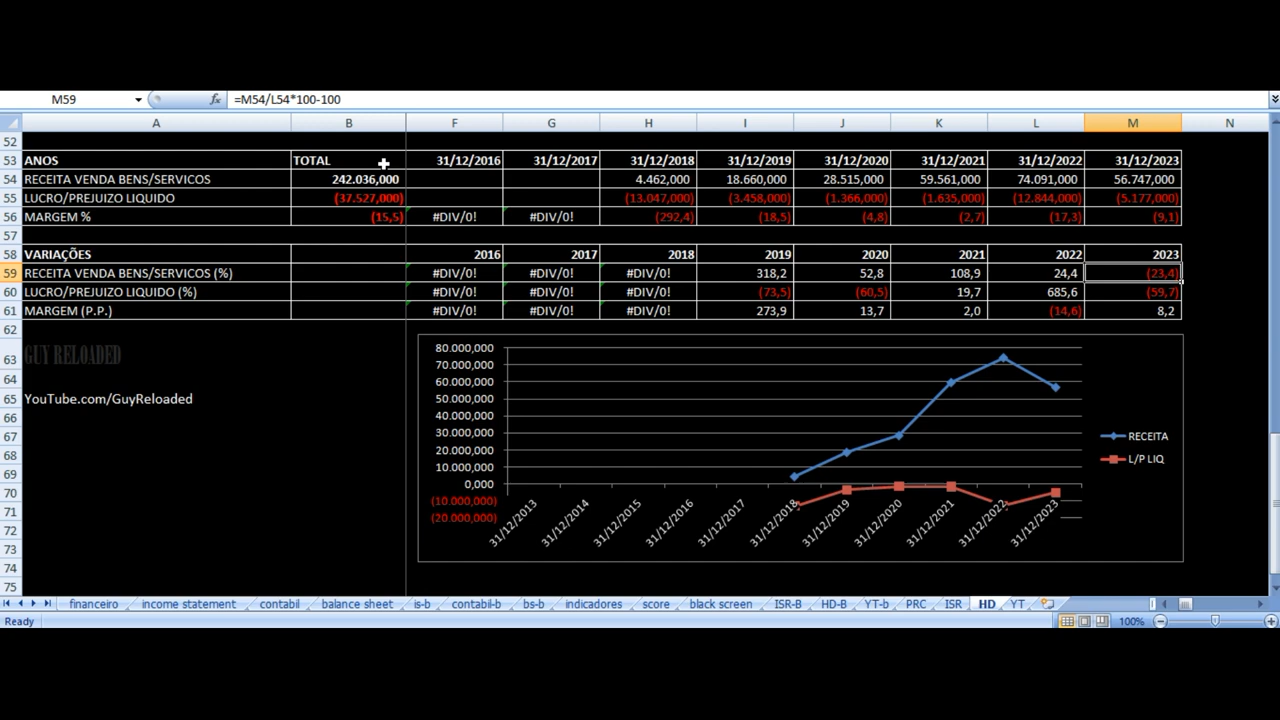 M59 fx =M54/L54*100-100
A B F G H I J K L M N
52
53 ANOS TOTAL 31/12/2016 31/12/2017 31/12/2018 31/12/2019 31/12/2020 31/12/2021 31/12/2022 31/12/2023
54 RECEITA VENDA BENS/SERVICOS 242.036,000 4.462,000 18.660,000 28.515,000 59.561,000 74.091,000 56.747,000
55 LUCRO/PREJUIZO LIQUIDO (37.527,000) (13.047,000) (3.458,000) (1.366,000) (1.635,000) (12.844,000) (5.177,000)
56 MARGEM % (15,5) #DIV/0! #DIV/0! (292,4) (18,5) (4,8) (2,7) (17,3) (9,1)
57
58 VARIAÇÕES 2016 2017 2018 2019 2020 2021 2022 2023
59 RECEITA VENDA BENS/SERVICOS (%) #DIV/0! #DIV/0! #DIV/0! 318,2 52,8 108,9 24,4 (23,4)
60 LUCRO/PREJUIZO LIQUIDO (%) #DIV/0! #DIV/0! #DIV/0! (73,5) (60,5) 19,7 685,6 (59,7)
61 MARGEM (P.P.) #DIV/0! #DIV/0! #DIV/0! 273,9 13,7 2,0 (14,6) 8,2
62
63 GUY RELOADED
64
65 YouTube.com/GuyReloaded
66
67
68
69
70
71
72
73
74
75
80.000,000
70.000,000
60.000,000
50.000,000
40.000,000
30.000,000
20.000,000
10.000,000
0,000
(10.000,000)
(20.000,000)
31/12/2013 31/12/2014 31/12/2015 31/12/2016 31/12/2017 31/12/2018 31/12/2019 31/12/2020 31/12/2021 31/12/2022 31/12/2023
RECEITA
L/P LIQ
financeiro income statement contabil balance sheet is-b contabil-b bs-b indicadores score black screen ISR-B HD-B YT-b PRC ISR HD YT
Ready 100%